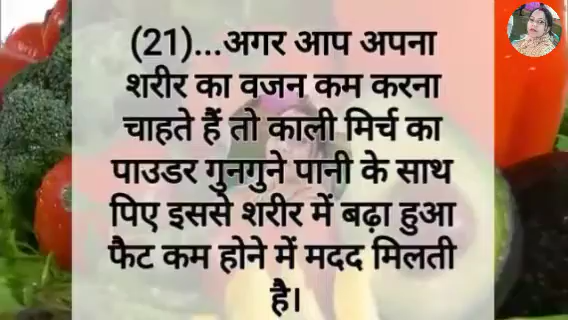 (21)...अगर आप अपना
शरीर का वजन कम करना
चाहते हैं तो काली मिर्च का
पाउडर गुनगुने पानी के साथ
पिए इससे शरीर में बढ़ा हुआ
फैट कम होने में मदद मिलती
है।